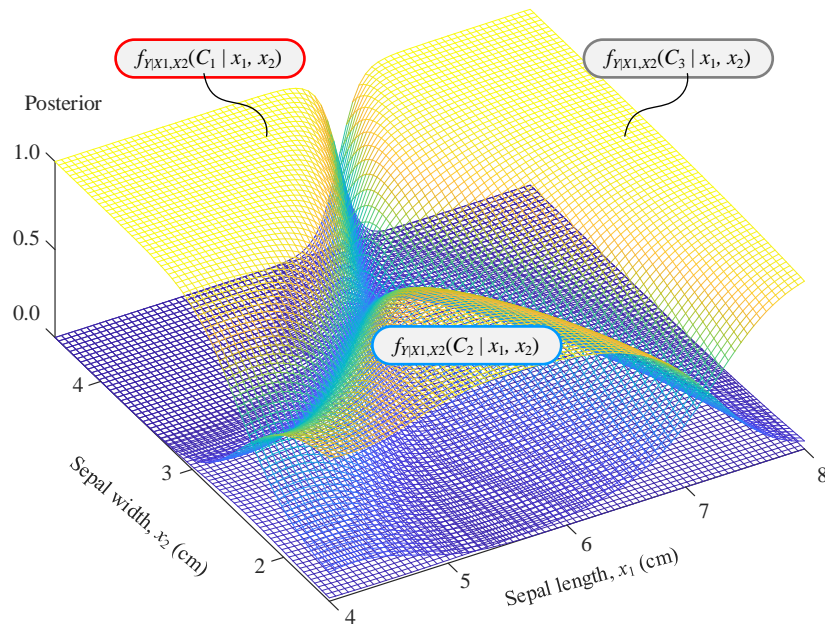 f_{Y|X1,X2}(C_1 | x_1, x_2)
f_{Y|X1,X2}(C_3 | x_1, x_2)
Posterior
1.0
0.5
0.0
f_{Y|X1,X2}(C_2 | x_1, x_2)
4
3
2
Sepal width, x_2 (cm)
4
5
6
7
8
Sepal length, x_1 (cm)